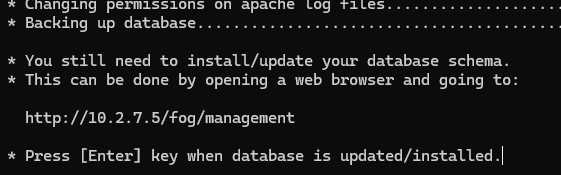 * Changing permissions on apache log files...................
* Backing up database........................................

* You still need to install/update your database schema.
* This can be done by opening a web browser and going to:

  http://10.2.7.5/fog/management

* Press [Enter] key when database is updated/installed.